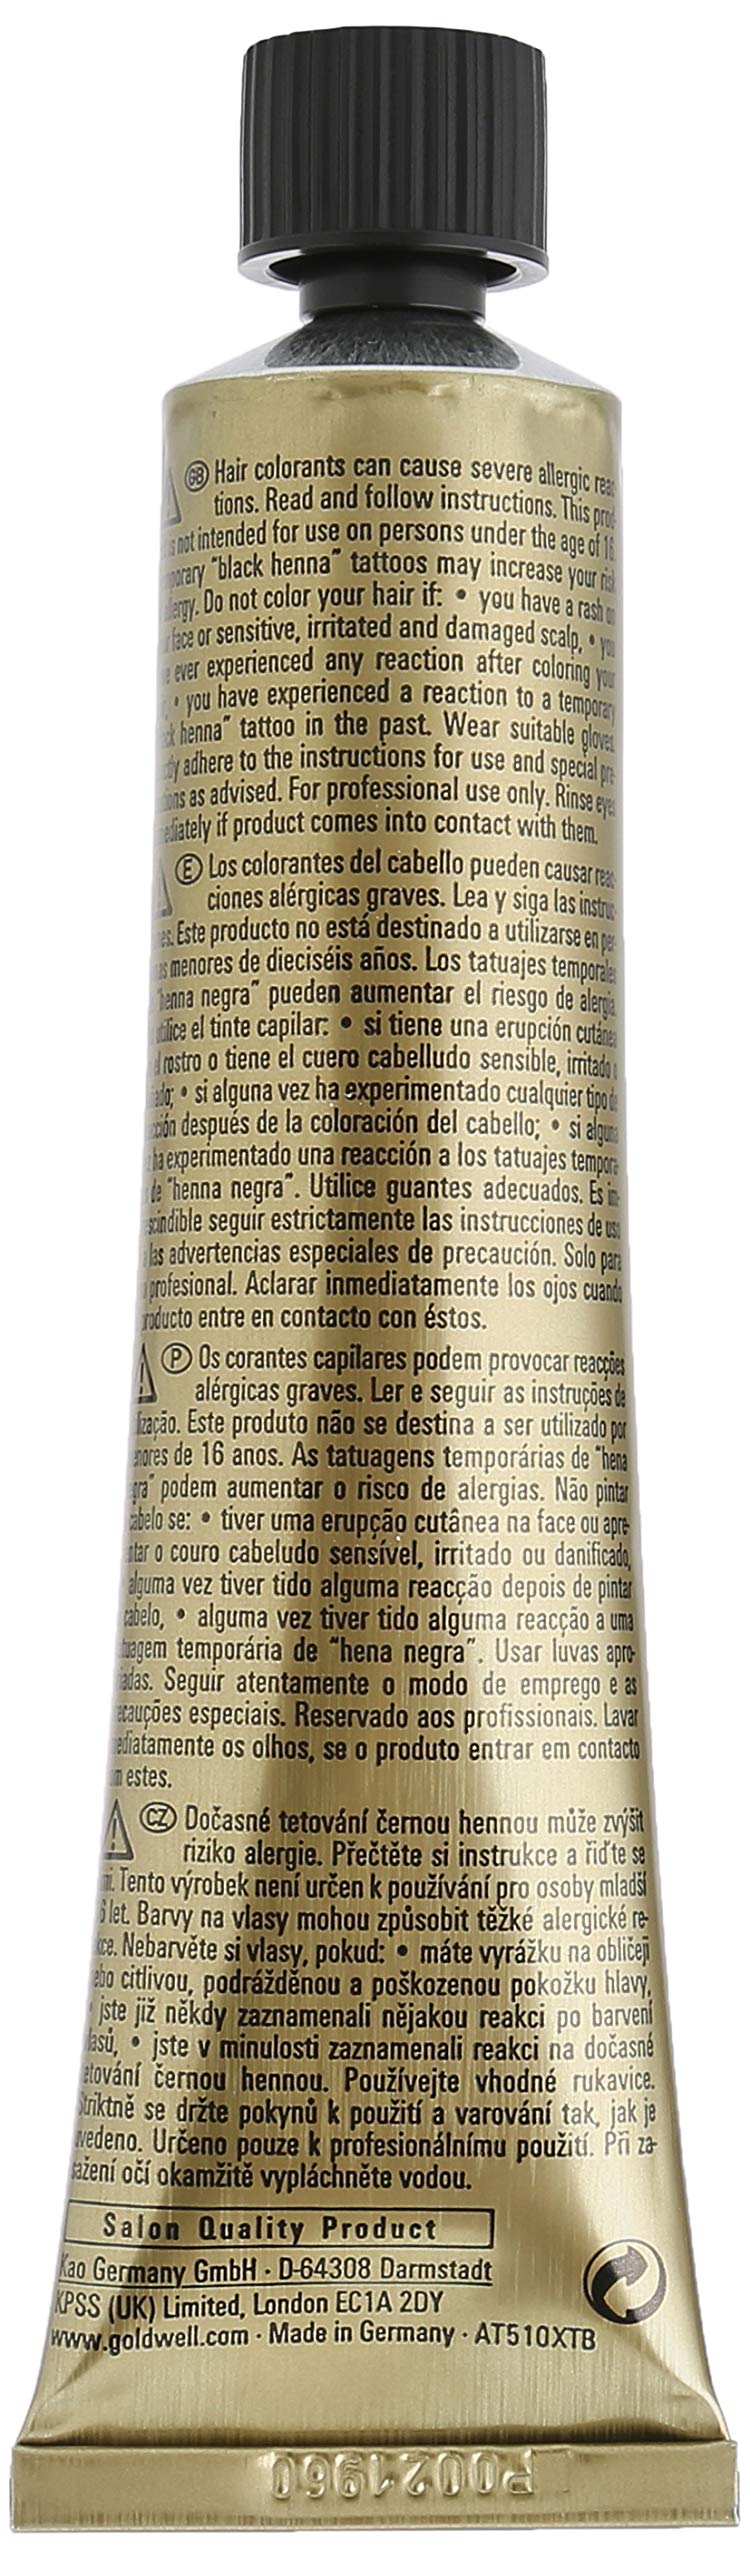 GB Hair colorants can cause severe allergic reac-
tions. Read and follow instructions. This prod-
is not intended for use on persons under the age of 16.
"black henna" tattoos may increase your risk
Do not color your hair if: • you have a rash on
face or sensitive, irritated and damaged scalp, • you
ever experienced any reaction after coloring your
• you have experienced a reaction to a temporary
henna" tattoo in the past. Wear suitable gloves.
adhere to the instructions for use and special pre-
as advised. For professional use only. Rinse eyes
if product comes into contact with them.
E Los colorantes del cabello pueden causar reac-
ciones alérgicas graves. Lea y siga las instruc-
Este producto no está destinado a utilizarse en per-
menores de dieciséis años. Los tatuajes temporales
"henna negra" pueden aumentar el riesgo de alergia.
utilice el tinte capilar: • si tiene una erupción cutánea
el rostro o tiene el cuero cabelludo sensible, irritado o
• si alguna vez ha experimentado cualquier tipo de
después de la coloración del cabello; • si alguna
ha experimentado una reacción a los tatuajes tempora-
de "henna negra". Utilice guantes adecuados. Es im-
seguir estrictamente las instrucciones de uso
las advertencias especiales de precaución. Solo para
profesional. Aclarar inmediatamente los ojos cuando
producto entre en contacto con éstos.
P Os corantes capilares podem provocar reacções
alérgicas graves. Ler e seguir as instruções de
Este produto não se destina a ser utilizado por
de 16 anos. As tatuagens temporárias de "hena
podem aumentar o risco de alergias. Não pintar
cabelo se: • tiver uma erupção cutânea na face ou apre-
o couro cabeludo sensível, irritado ou danificado,
alguma vez tiver tido alguma reacção depois de pintar
cabelo, • alguma vez tiver tido alguma reacção a uma
temporária de "hena negra". Usar luvas apro-
Seguir atentamente o modo de emprego e as
especiais. Reservado aos profissionais. Lavar
os olhos, se o produto entrar em contacto
estes.
CZ Dočasné tetování černou hennou může zvýšit
riziko alergie. Přečtěte si instrukce a řiďte se
Tento výrobek není určen k používání pro osoby mladší
6 let. Barvy na vlasy mohou způsobit těžké alergické re-
Nebarvěte si vlasy, pokud: • máte vyrážku na obličeji
citlivou, podrážděnou a poškozenou pokožku hlavy,
• jste již někdy zaznamenali nějakou reakci po barvení
• jste v minulosti zaznamenali reakci na dočasné
tetování černou hennou. Používejte vhodné rukavice.
Striktně se držte pokynů k použití a varování tak, jak je
uvedeno. Určeno pouze k profesionálnímu použití. Při za-
sažení očí okamžitě vypláchněte vodou.
Salon Quality Product
Kao Germany GmbH · D-64308 Darmstadt
KPSS (UK) Limited, London EC1A 2DY
www.goldwell.com · Made in Germany · AT510XTB
P0021960